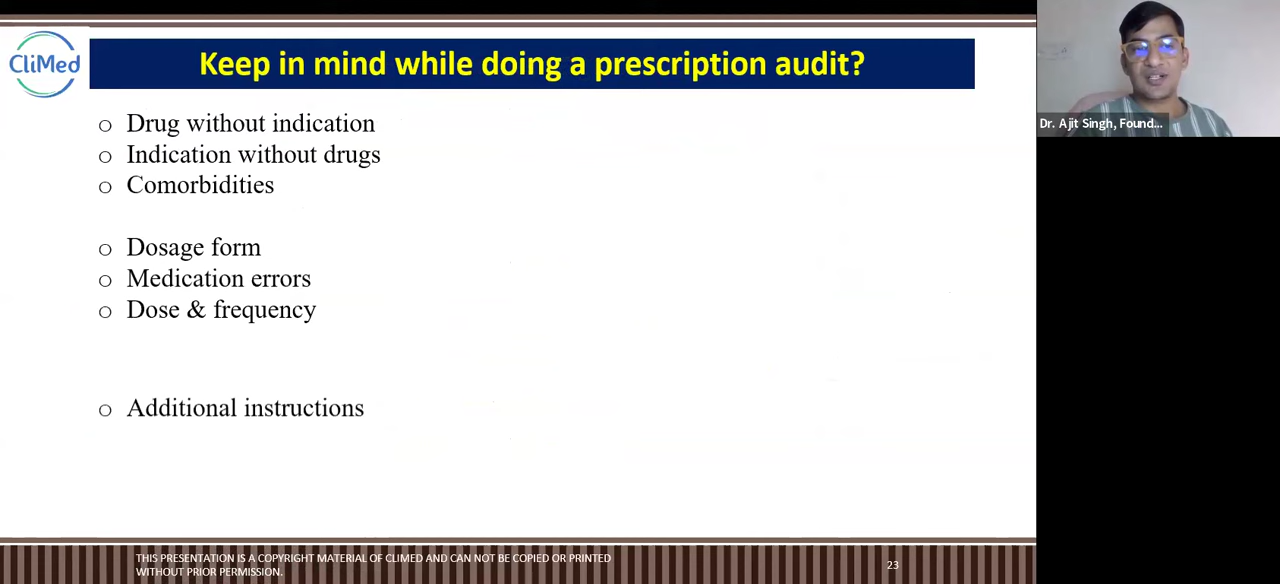 CliMed
Keep in mind while doing a prescription audit?
o Drug without indication
o Indication without drugs
o Comorbidities
o Dosage form
o Medication errors
o Dose & frequency
o Additional instructions
THIS PRESENTATION IS A COPYRIGHT MATERIAL OF CLIMED AND CAN NOT BE COPIED OR PRINTED
WITHOUT PRIOR PERMISSION.
23
Dr. Ajit Singh, Found...